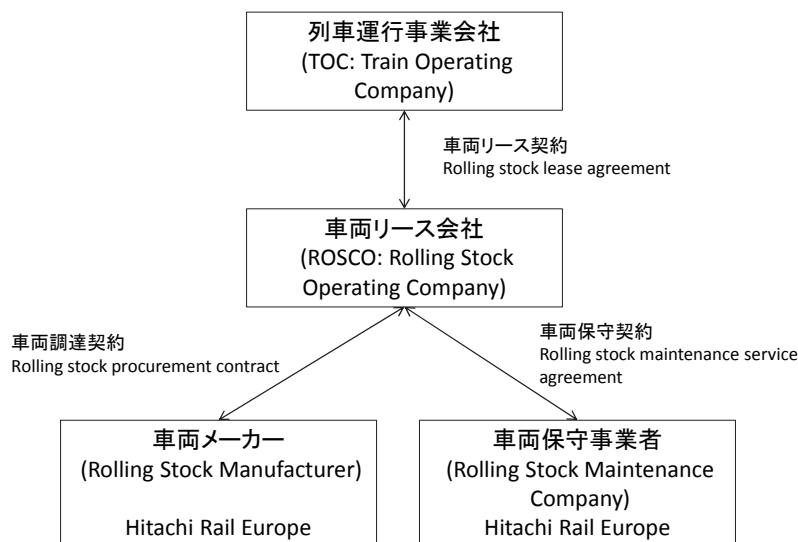 列車運行事業会社
(TOC: Train Operating
Company)
車両リース契約
Rolling stock lease agreement
車両リース会社
(ROSCO: Rolling Stock
Operating Company)
車両調達契約
Rolling stock procurement contract
車両保守契約
Rolling stock maintenance service
agreement
車両メーカー
(Rolling Stock Manufacturer)
Hitachi Rail Europe
車両保守事業者
(Rolling Stock Maintenance
Company)
Hitachi Rail Europe